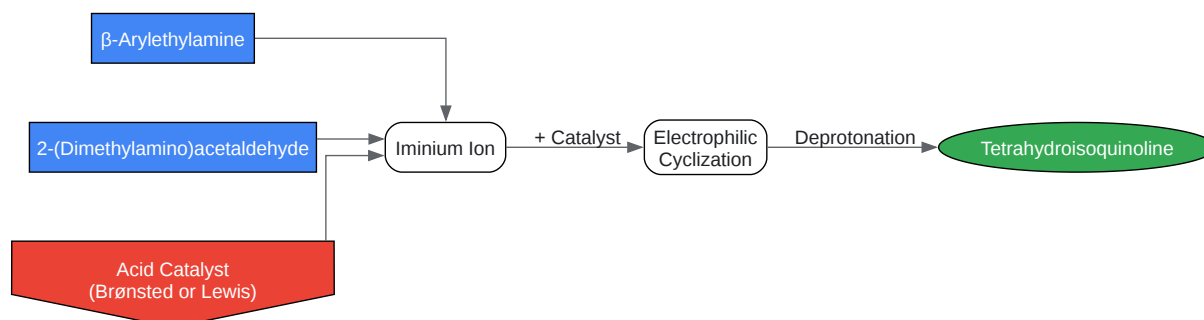 β-Arylethylamine
2-(Dimethylamino)acetaldehyde
Acid Catalyst
(Brønsted or Lewis)
Iminium Ion
+ Catalyst
Electrophilic
Cyclization
Deprotonation
Tetrahydroisoquinoline